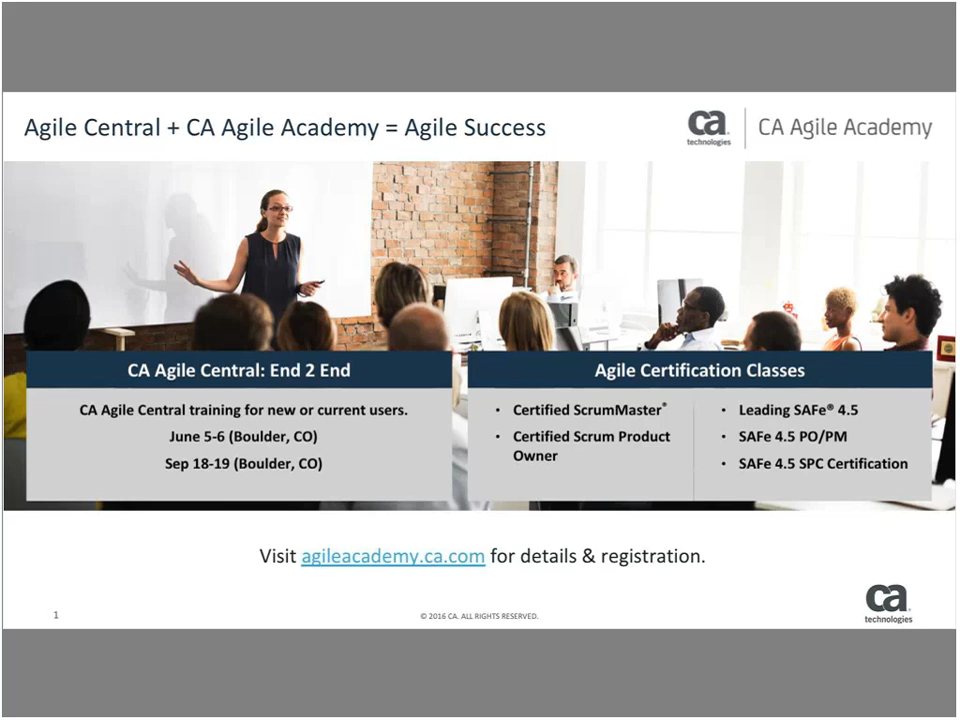 Agile Central + CA Agile Academy = Agile Success
ca
technologies
CA Agile Academy
CA Agile Central: End 2 End
CA Agile Central training for new or current users.
June 5-6 (Boulder, CO)
Sep 18-19 (Boulder, CO)
Agile Certification Classes
• Certified ScrumMaster®
• Certified Scrum Product
Owner
• Leading SAFe® 4.5
• SAFe 4.5 PO/PM
• SAFe 4.5 SPC Certification
Visit agileacademy.ca.com for details & registration.
1
© 2016 CA. ALL RIGHTS RESERVED.
ca
technologies